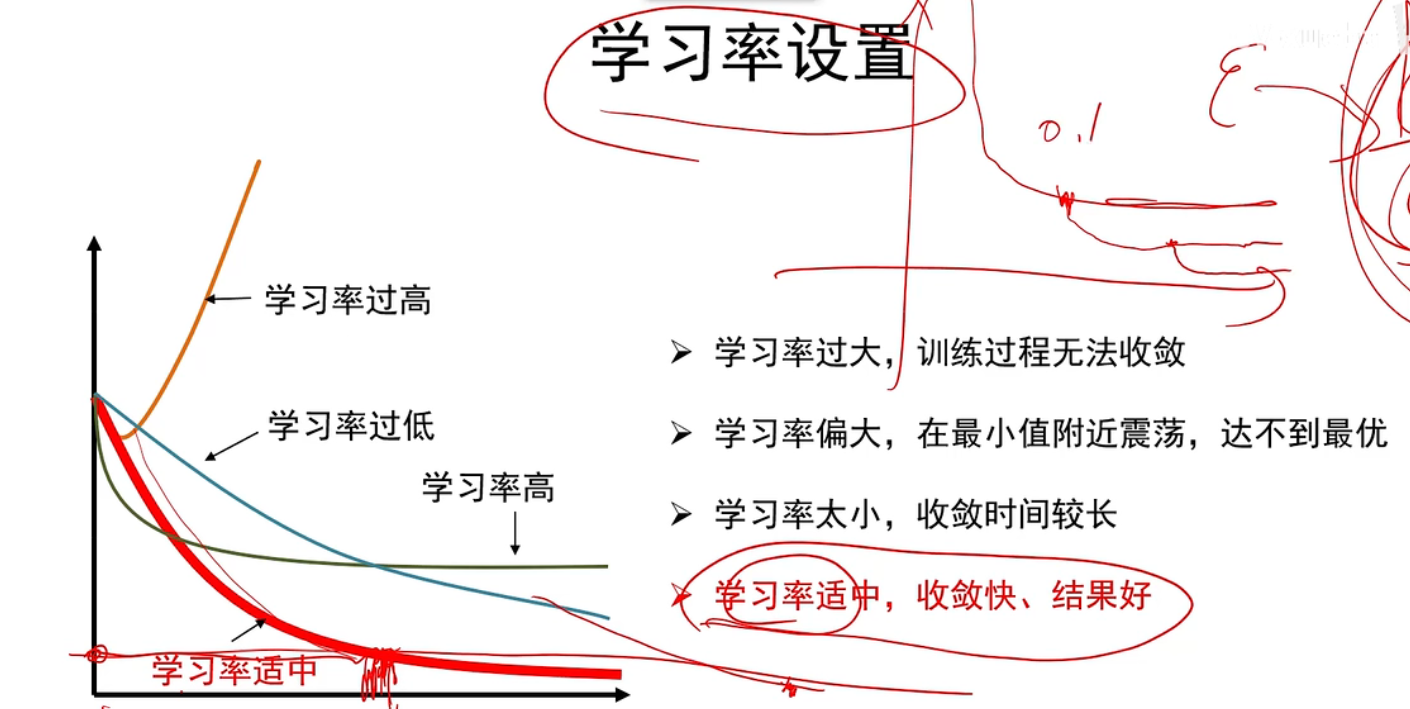 学习率设置
0.1
ε
学习率过高
学习率过低
学习率高
学习率适中
学习率过大，训练过程无法收敛
学习率偏大，在最小值附近震荡，达不到最优
学习率太小，收敛时间较长
学习率适中，收敛快、结果好